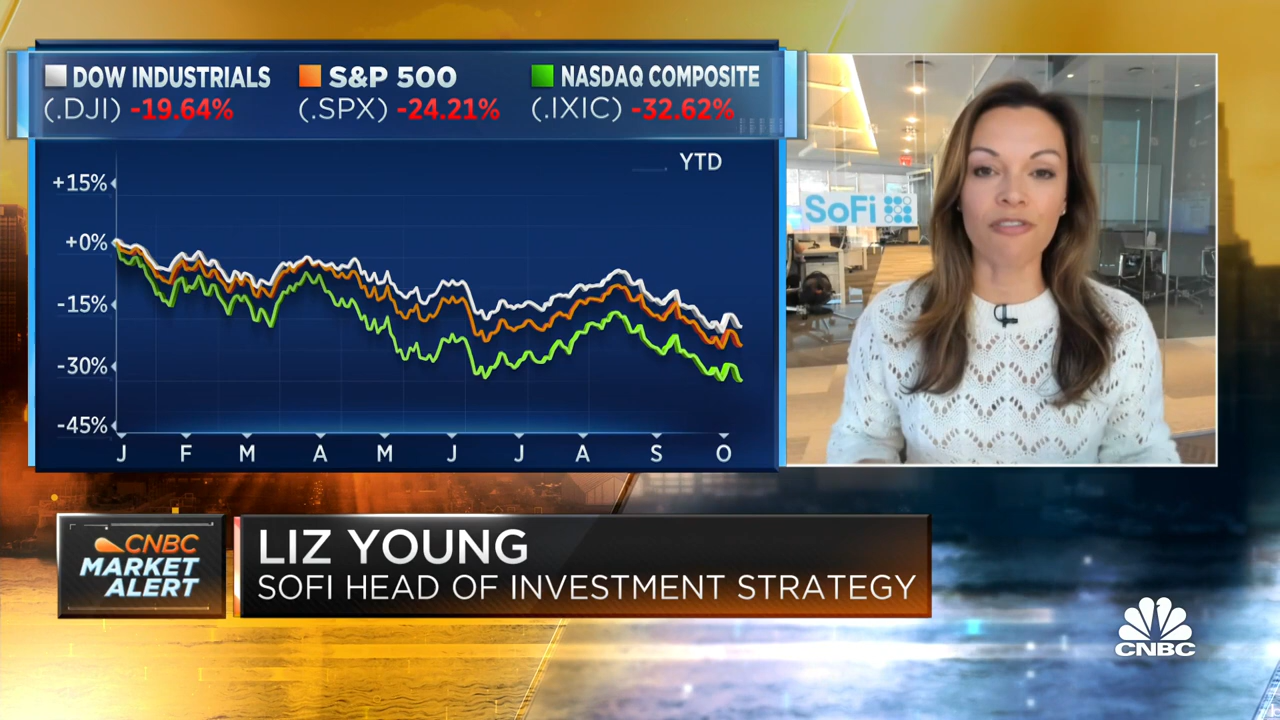 DOW INDUSTRIALS
(.DJI) -19.64%
S&P 500
(.SPX) -24.21%
NASDAQ COMPOSITE
(.IXIC) -32.62%
YTD
+15%
+0%
-15%
-30%
-45%
J F M A M J J A S O
SoFi
CNBC
MARKET
ALERT
LIZ YOUNG
SOFI HEAD OF INVESTMENT STRATEGY
CNBC